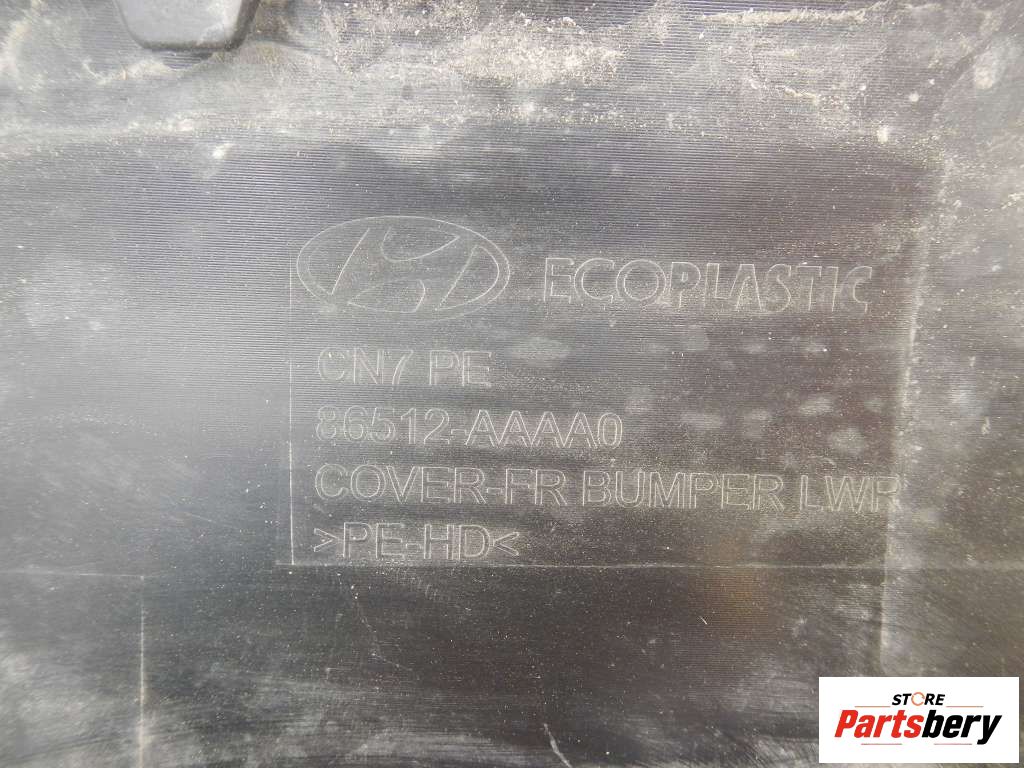 ECOPLASTIC
CN7 PE
86512-AAAA0
COVER-FR BUMPER LWR
>PE-HD<
STORE
Partsbery